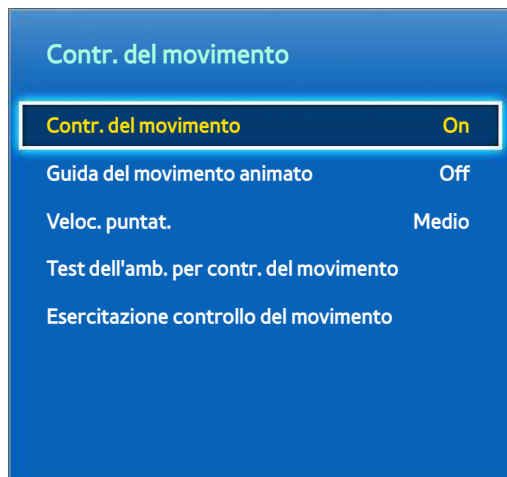 Contr. del movimento
Contr. del movimento On
Guida del movimento animato Off
Veloc. puntat. Medio
Test dell'amb. per contr. del movimento
Esercitazione controllo del movimento